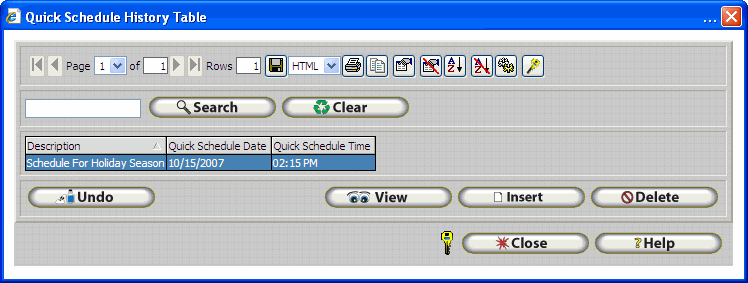 Quick Schedule History Table ...
Page 1 of 1 Rows 1 HTML
Search Clear
Description Quick Schedule Date Quick Schedule Time
Schedule For Holiday Season 10/15/2007 02:15 PM
Undo View Insert Delete
Close ?Help